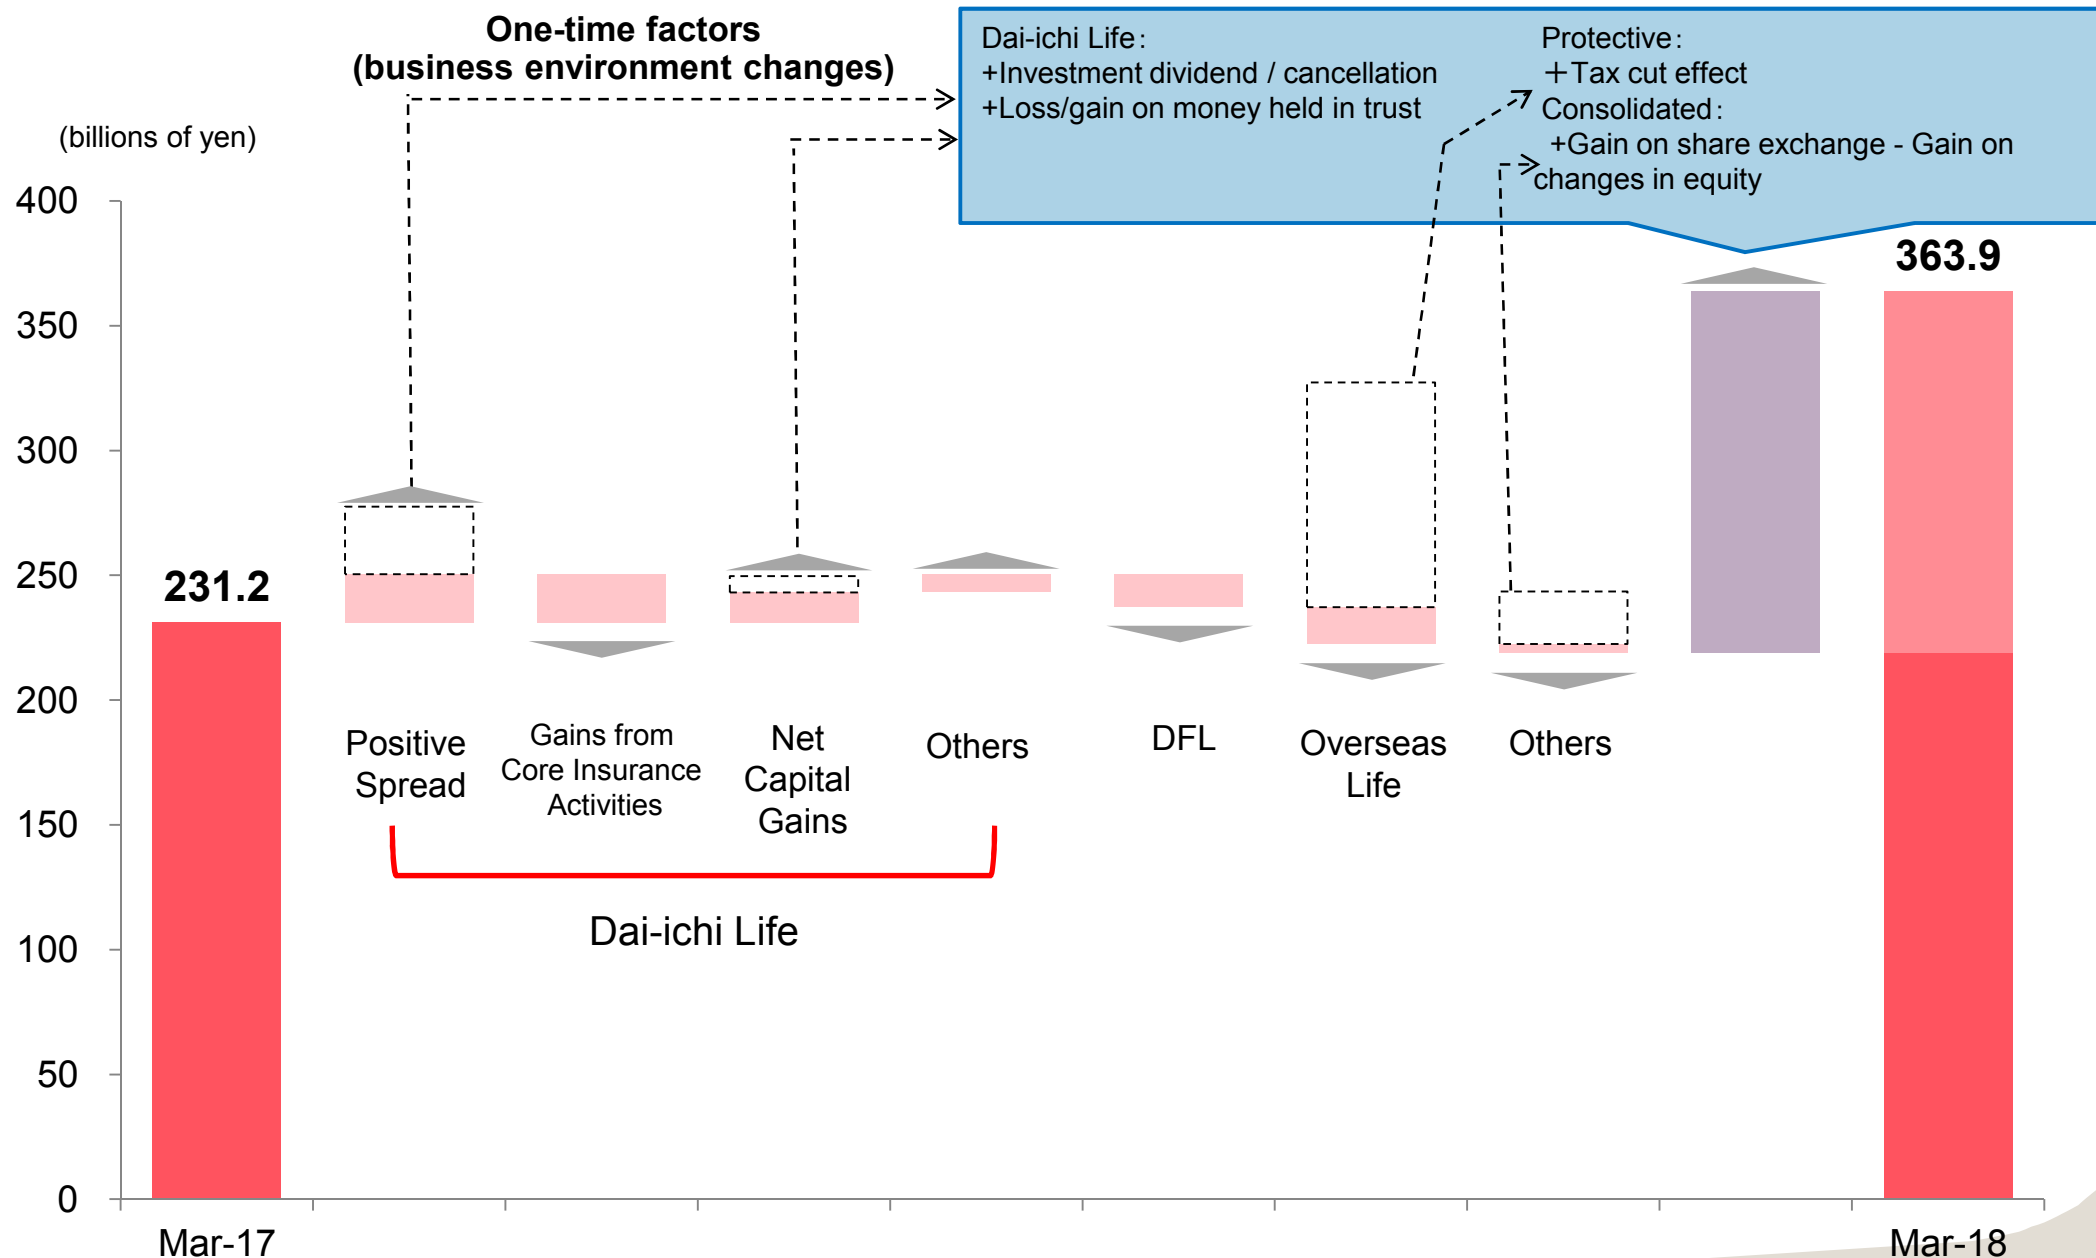 One-time factors
(business environment changes)
Dai-ichi Life：
+Investment dividend / cancellation
+Loss/gain on money held in trust
Protective：
＋Tax cut effect
Consolidated：
+Gain on share exchange - Gain on
changes in equity
(billions of yen)
400
350
300
250
200
150
100
50
0
231.2
363.9
Positive
Spread
Gains from
Core Insurance
Activities
Net
Capital
Gains
Others
DFL
Overseas
Life
Others
Dai-ichi Life
Mar-17
Mar-18